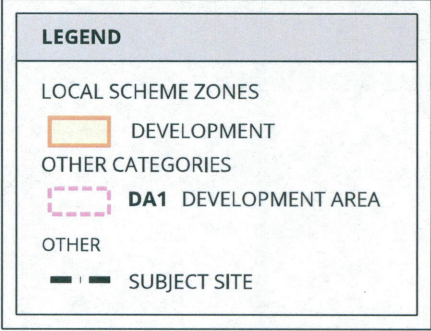 LEGEND
LOCAL SCHEME ZONES
DEVELOPMENT
OTHER CATEGORIES
DA1 DEVELOPMENT AREA
OTHER
SUBJECT SITE